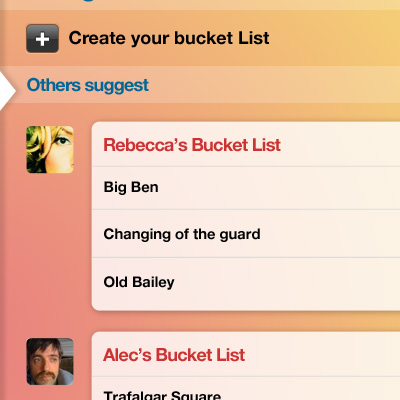 Create your bucket List
Others suggest
Rebecca's Bucket List
Big Ben
Changing of the guard
Old Bailey
Alec's Bucket List
Trafalgar Square